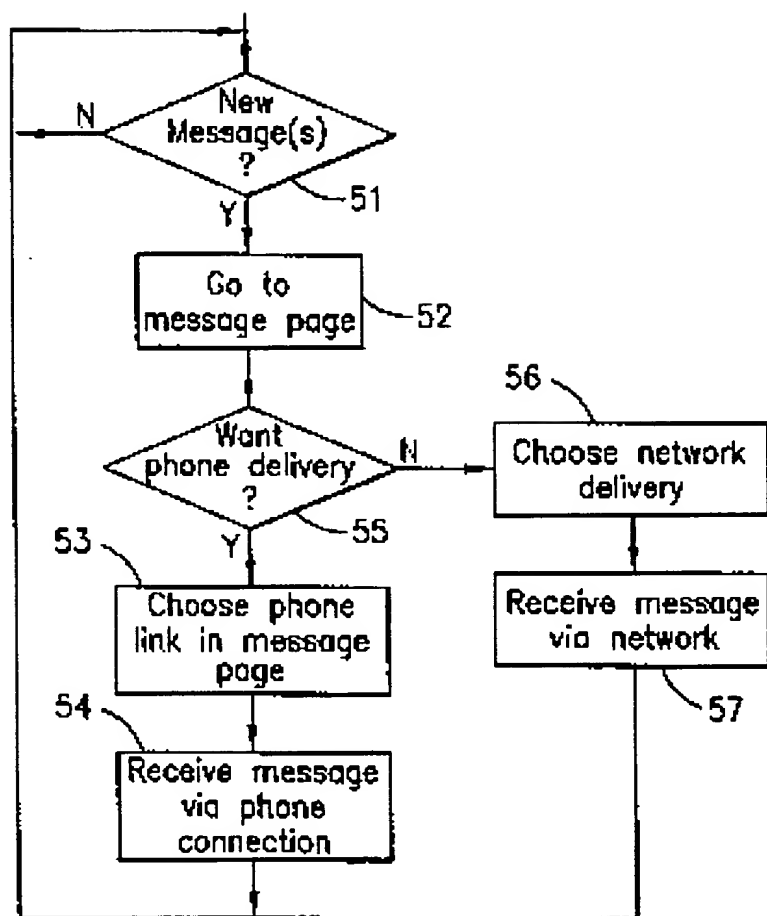 New
Message(s)
?
N
51
Y
Go to
message page
52
Want
phone delivery
?
N
55
Y
56
Choose network
delivery
53
Choose phone
link in message
page
Receive message
via network
57
54
Receive message
via phone
connection